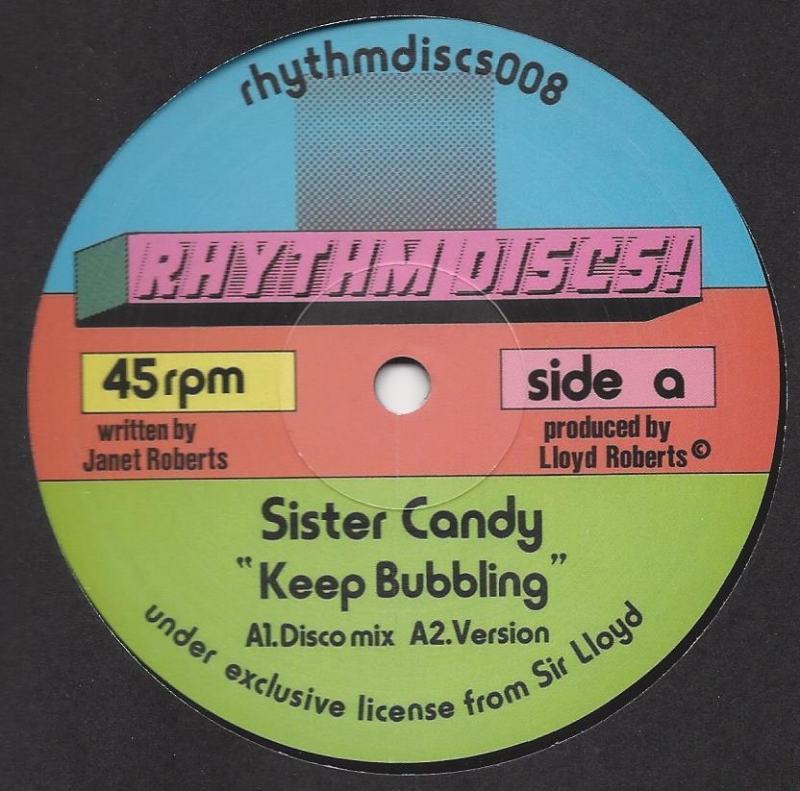 rhythmdiscs008
RHYTHM DISCS!
45rpm
side a
written by
Janet Roberts
produced by
Lloyd Roberts©
Sister Candy
"Keep Bubbling"
A1.Disco mix A2.Version
under exclusive license from Sir Lloyd